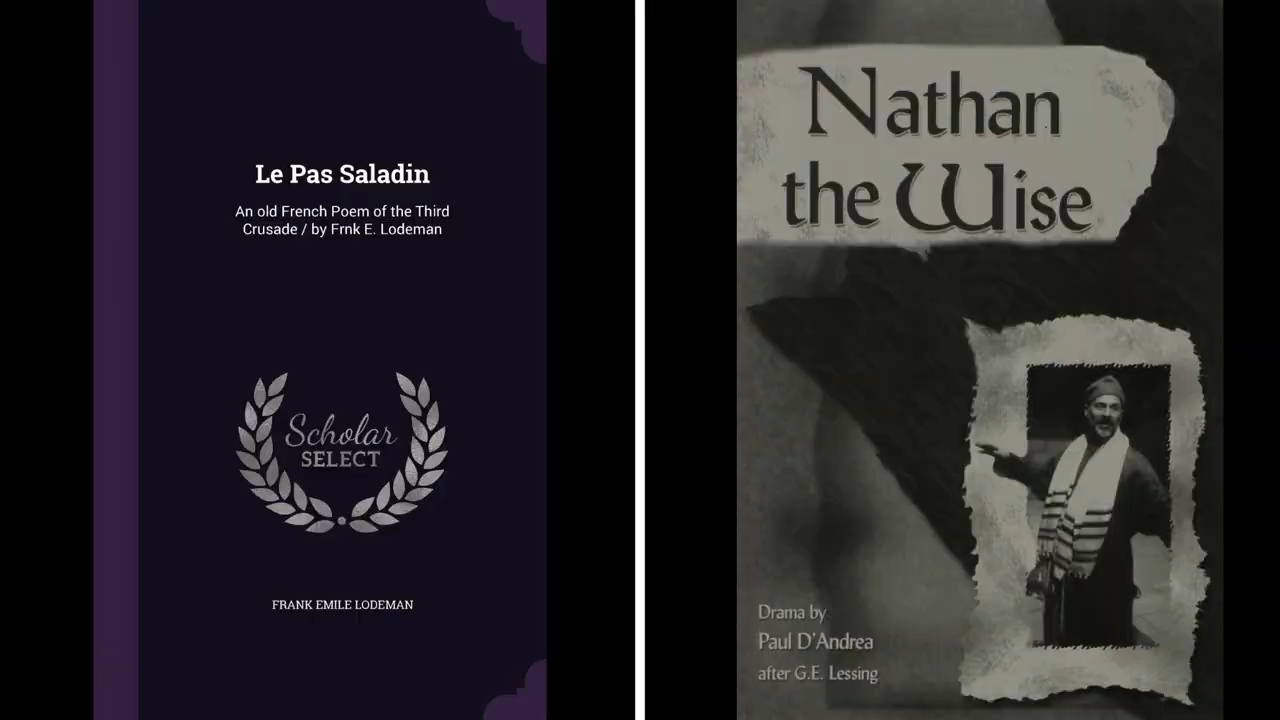 Le Pas Saladin
An old French Poem of the Third
Crusade / by Frnk E. Lodeman
Scholar
SELECT
FRANK EMILE LODEMAN
Nathan
the Wise
Drama by
Paul D'Andrea
after G.E. Lessing